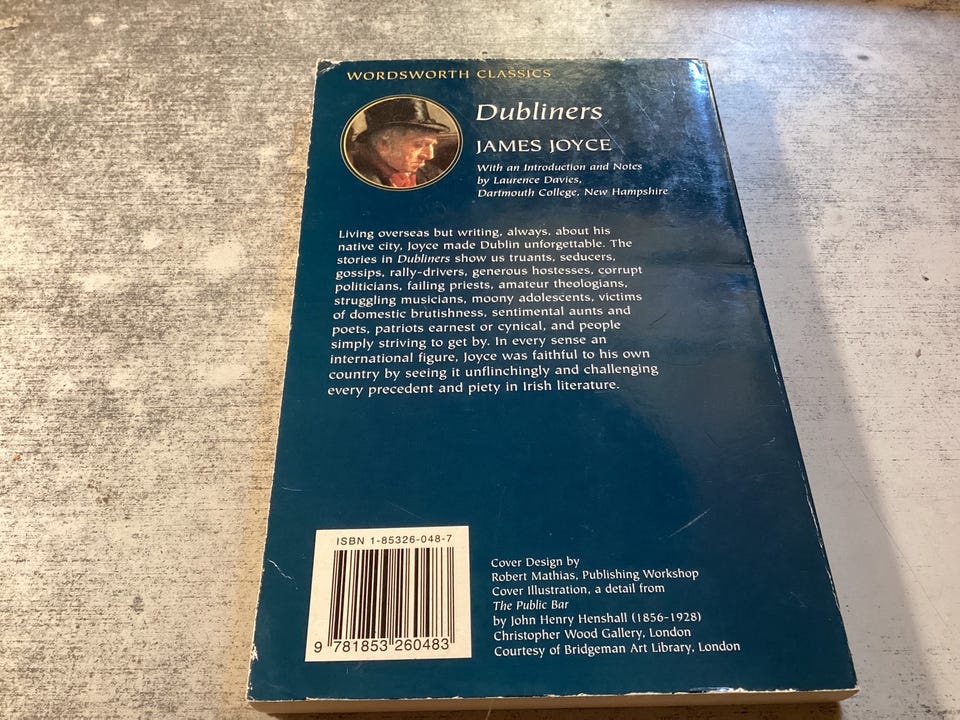 WORDSWORTH CLASSICS
Dubliners
JAMES JOYCE
With an Introduction and Notes
by Laurence Davies,
Dartmouth College, New Hampshire
Living overseas but writing, always, about his
native city, Joyce made Dublin unforgettable. The
stories in Dubliners show us truants, seducers,
gossips, rally-drivers, generous hostesses, corrupt
politicians, failing priests, amateur theologians,
struggling musicians, moony adolescents, victims
of domestic brutishness, sentimental aunts and
poets, patriots earnest or cynical, and people
simply striving to get by. In every sense an
international figure, Joyce was faithful to his own
country by seeing it unflinchingly and challenging
every precedent and piety in Irish literature.
ISBN 1-85326-048-7
9 781853 260483
Cover Design by
Robert Mathias, Publishing Workshop
Cover Illustration, a detail from
The Public Bar
by John Henry Henshall (1856-1928)
Christopher Wood Gallery, London
Courtesy of Bridgeman Art Library, London